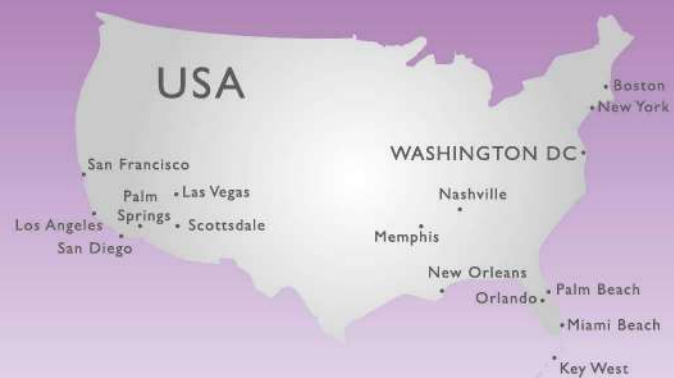 USA
Boston
New York
WASHINGTON DC
San Francisco
Palm
Springs
Las Vegas
Nashville
Los Angeles
Scottsdale
Memphis
San Diego
New Orleans
Orlando
Palm Beach
Miami Beach
Key West